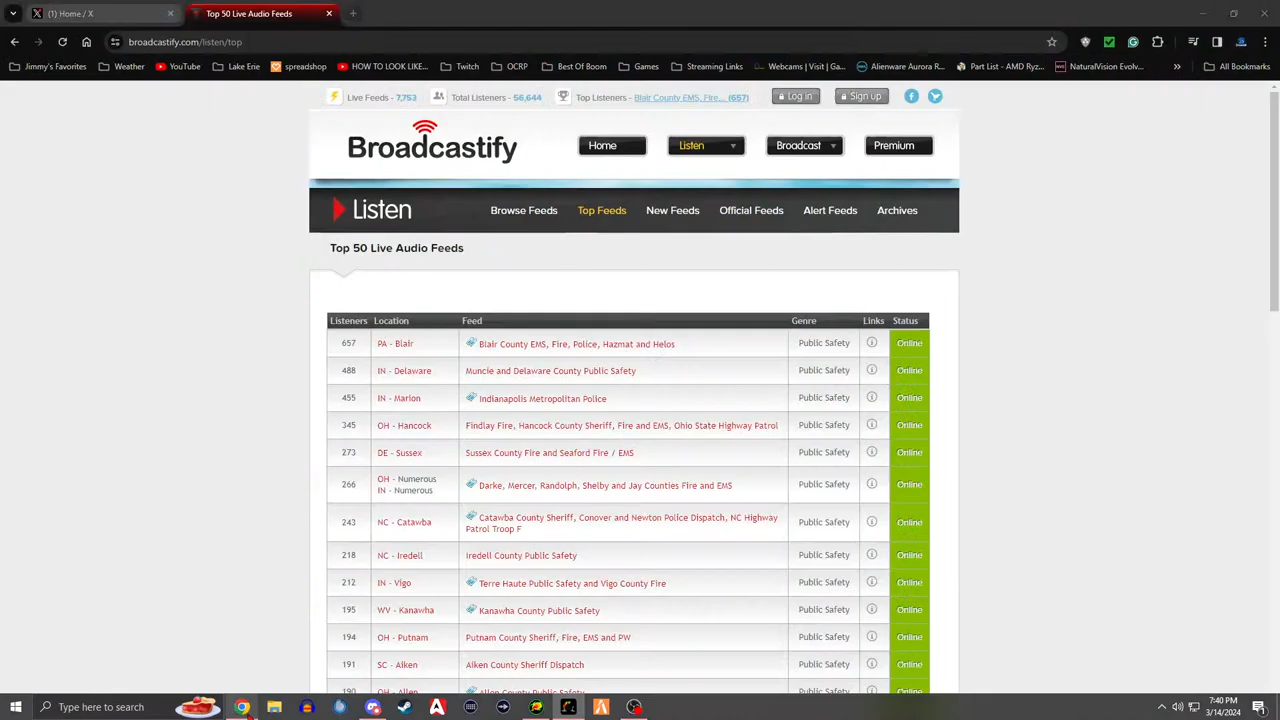 (1) Home / X
Top 50 Live Audio Feeds
broadcastify.com/listen/top
Jimmy's Favorites
Weather
YouTube
Lake Erie
spreadshop
HOW TO LOOK LIKE...
Twitch
OCRP
Best Of Boom
Games
Streaming Links
Webcams | Visit | Ga...
Alienware Aurora R...
Part List - AMD Ryz...
NaturalVision Evolv...
»
All Bookmarks
Live Feeds - 7,753
Total Listeners - 56,644
Top Listeners - Blair County EMS, Fire... (657)
Log in
Sign up
Broadcastify
Home
Listen
Broadcast
Premium
Listen
Browse Feeds
Top Feeds
New Feeds
Official Feeds
Alert Feeds
Archives
Top 50 Live Audio Feeds
Listeners Location Feed Genre Links Status
657 PA - Blair Blair County EMS, Fire, Police, Hazmat and Helos Public Safety Online
488 IN - Delaware Muncie and Delaware County Public Safety Public Safety Online
455 IN - Marion Indianapolis Metropolitan Police Public Safety Online
345 OH - Hancock Findlay Fire, Hancock County Sheriff, Fire and EMS, Ohio State Highway Patrol Public Safety Online
273 DE - Sussex Sussex County Fire and Seaford Fire / EMS Public Safety Online
266 OH - Numerous
IN - Numerous
Darke, Mercer, Randolph, Shelby and Jay Counties Fire and EMS Public Safety Online
243 NC - Catawba Catawba County Sheriff, Conover and Newton Police Dispatch, NC Highway
Patrol Troop F Public Safety Online
218 NC - Iredell Iredell County Public Safety Public Safety Online
212 IN - Vigo Terre Haute Public Safety and Vigo County Fire Public Safety Online
195 WV - Kanawha Kanawha County Public Safety Public Safety Online
194 OH - Putnam Putnam County Sheriff, Fire, EMS and PW Public Safety Online
191 SC - Aiken Aiken County Sheriff Dispatch Public Safety Online
190 OH - Allen Allen County Public Safety Public Safety Online
Type here to search
7:40 PM
3/14/2024